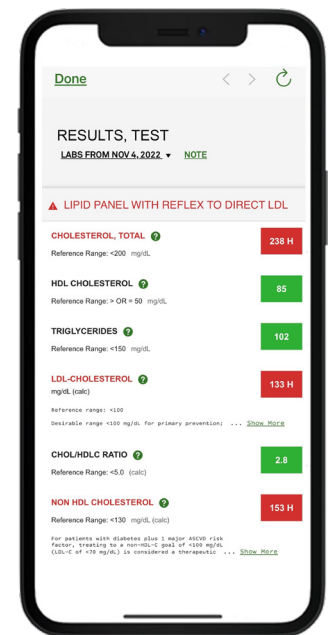 Done
RESULTS, TEST
LABS FROM NOV 4, 2022 ▼ NOTE
LIPID PANEL WITH REFLEX TO DIRECT LDL
CHOLESTEROL, TOTAL ?
238 H
Reference Range: <200 mg/dL
HDL CHOLESTEROL ?
85
Reference Range: > OR = 50 mg/dL
TRIGLYCERIDES ?
102
Reference Range: <150 mg/dL
LDL-CHOLESTEROL ?
133 H
mg/dL (calc)
Reference range: <100
Desirable range <100 mg/dL for primary prevention; ... Show More
CHOL/HDLC RATIO ?
2.8
Reference Range: <5.0 (calc)
NON HDL CHOLESTEROL ?
153 H
Reference Range: <130 mg/dL (calc)
For patients with diabetes plus 1 major ASCVD risk
factor, treating to a non-HDL-C goal of <100 mg/dL
(LDL-C of <70 mg/dL) is considered a therapeutic ... Show More